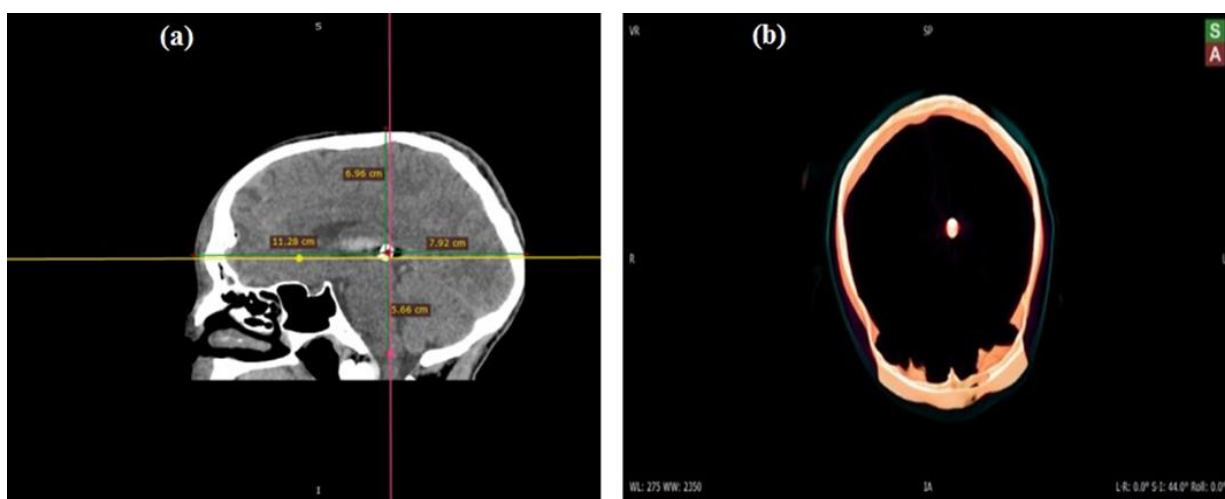 (a)
S
6.96 cm
11.28 cm
7.92 cm
5.66 cm
I
(b)
VR
SP
S
A
R
L
WL: 275 WW: 2350
IA
L-R: 0.0° S-I: 44.0° Roll: 0.0°